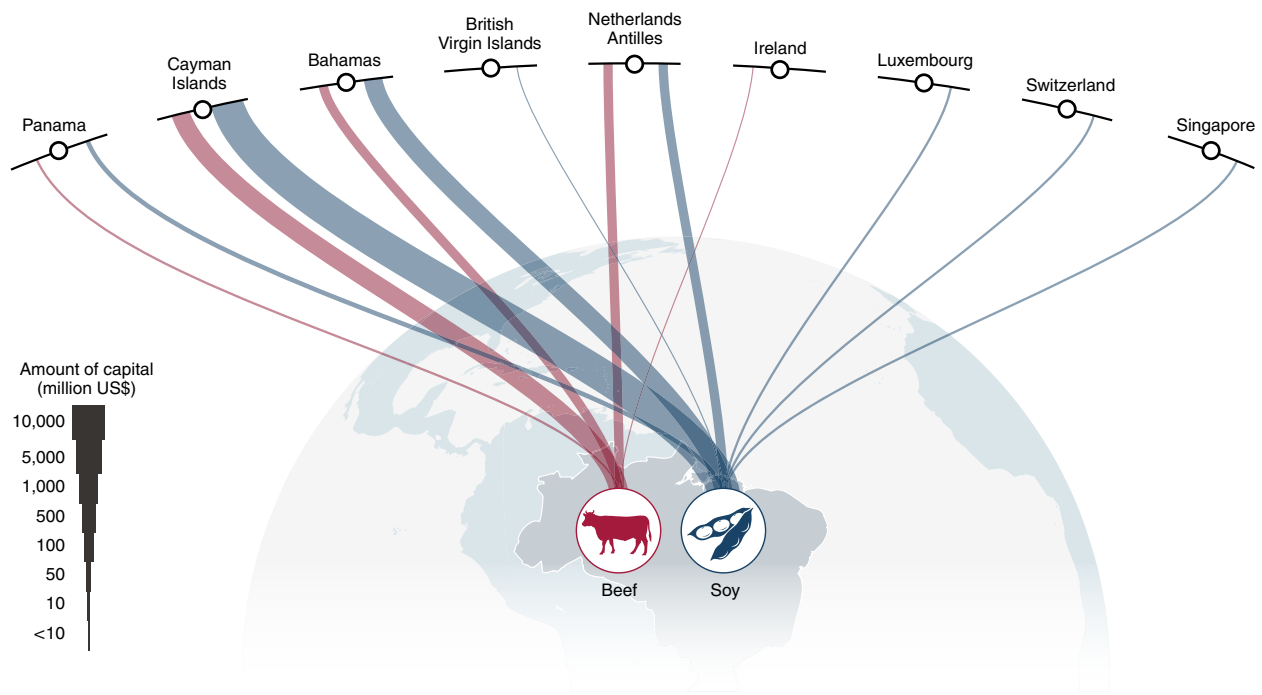 British
Virgin Islands
Netherlands
Antilles
Ireland
Cayman
Islands
Bahamas
Luxembourg
Switzerland
Panama
Singapore
Amount of capital
(million US$)
10,000
5,000
1,000
500
100
50
10
<10
Beef
Soy